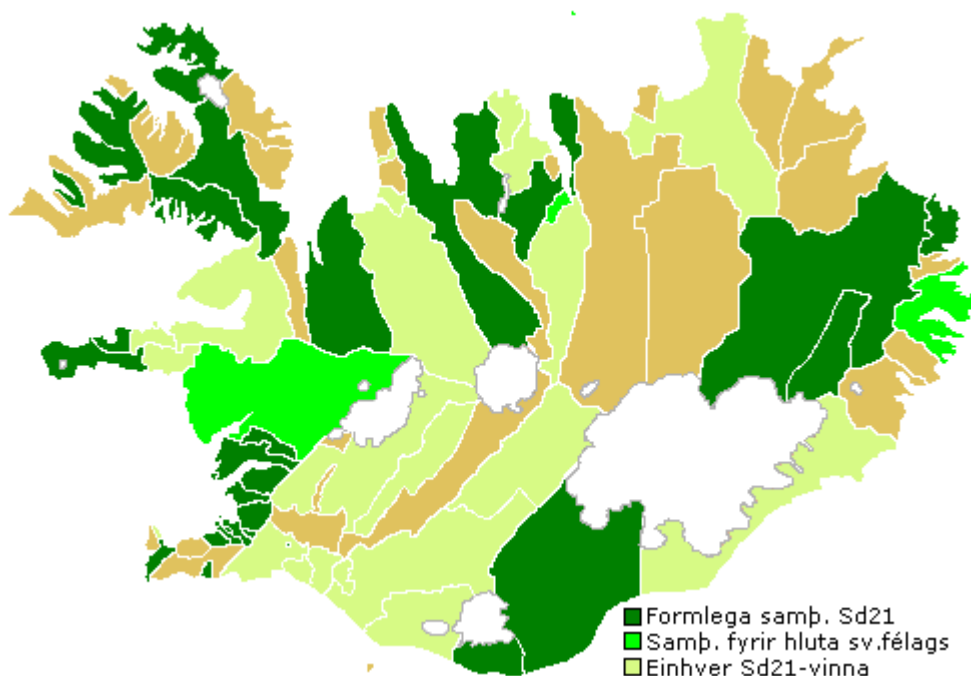 Formlega samþ. Sd21
Samþ. fyrir hluta sv.félags
Einhver Sd21-vinna